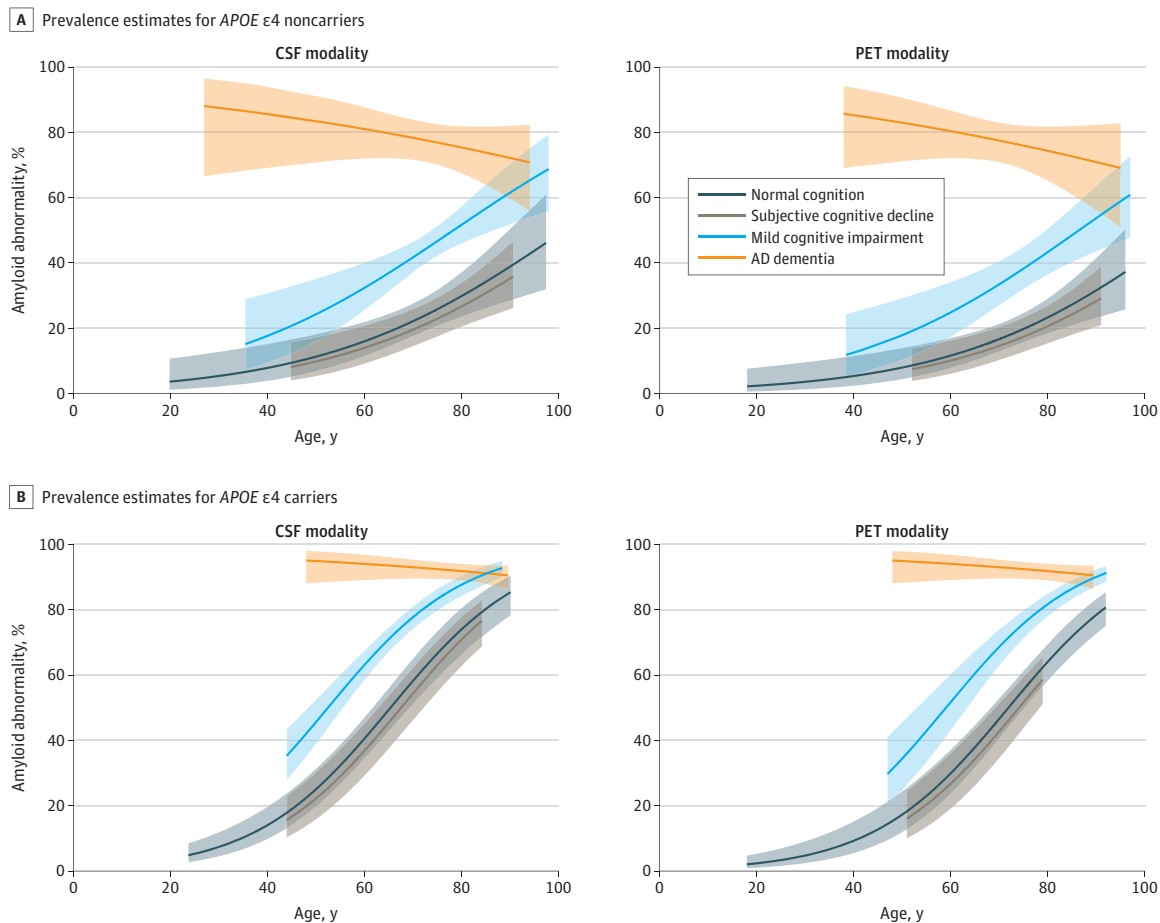 A Prevalence estimates for APOE ε4 noncarriers
CSF modality
100
80
60
40
20
0
Amyloid abnormality, %
0 20 40 60 80 100
Age, y
PET modality
100
80
60
40
20
0
Amyloid abnormality, %
Normal cognition
Subjective cognitive decline
Mild cognitive impairment
AD dementia
0 20 40 60 80 100
Age, y
B Prevalence estimates for APOE ε4 carriers
CSF modality
100
80
60
40
20
0
Amyloid abnormality, %
0 20 40 60 80 100
Age, y
PET modality
100
80
60
40
20
0
Amyloid abnormality, %
0 20 40 60 80 100
Age, y